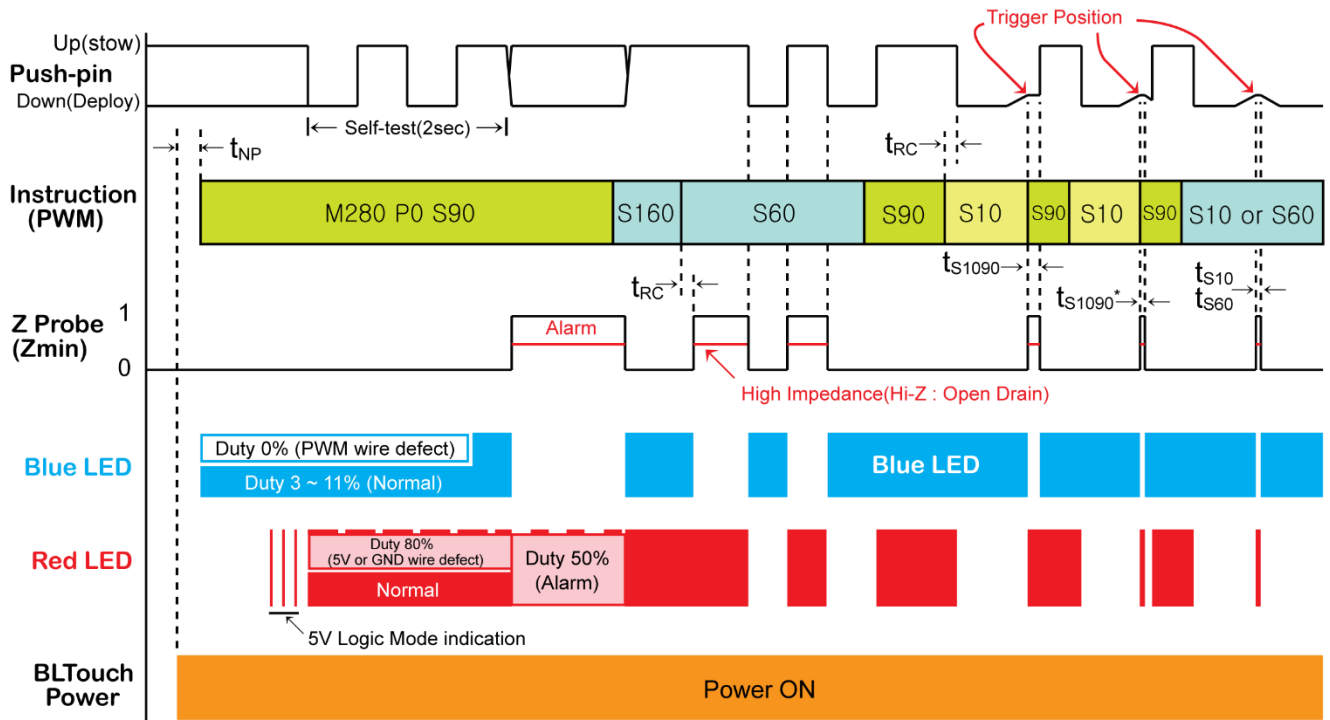 Trigger Position
Up(stow)
Push-pin
Down(Deploy)
Self-test(2sec)
tNP
tRC
Instruction
(PWM)
M280 P0 S90
S160
S60
S90
S10
S90
S10
S90
S10 or S60
tS1090
tRC
tS1090*
tS10
tS60
Z Probe
(Zmin)
1
0
Alarm
High Impedance(Hi-Z : Open Drain)
Blue LED
Duty 0% (PWM wire defect)
Duty 3 ~ 11% (Normal)
Blue LED
Red LED
Duty 80%
(5V or GND wire defect)
Normal
Duty 50%
(Alarm)
5V Logic Mode indication
BLTouch
Power
Power ON